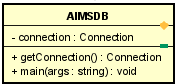 AIMSDB
- connection : Connection
+ getConnection() : Connection
+ main(args : string) : void